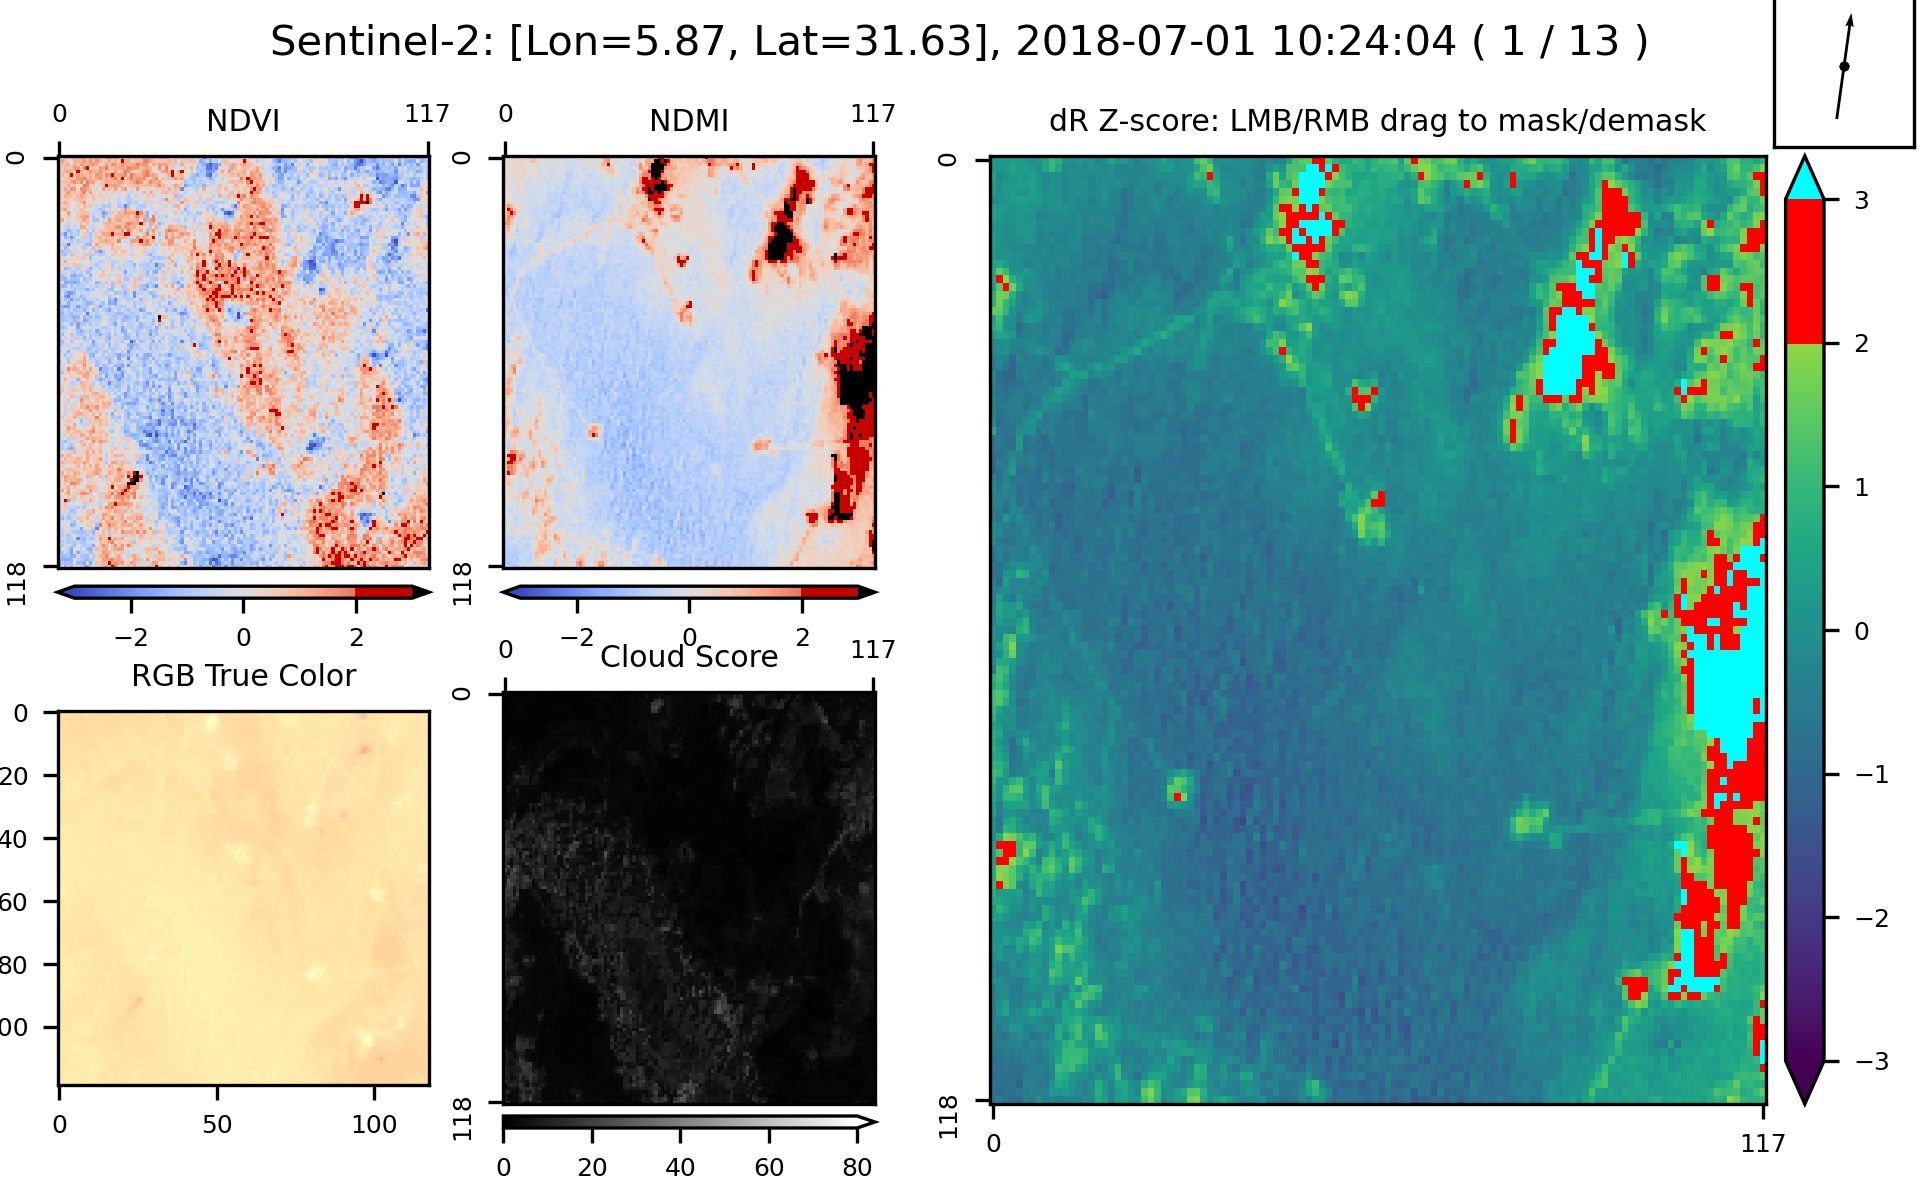 Sentinel-2: [Lon=5.87, Lat=31.63], 2018-07-01 10:24:04 ( 1 / 13 )
0 NDVI 117
0
118
−2 0 2
0 NDMI 117
0
118
−2 0 2
dR Z-score: LMB/RMB drag to mask/demask
0
118
0 117
3
2
1
0
−1
−2
−3
RGB True Color
0
20
40
60
80
00
0 50 100
0 Cloud Score 117
0
118
0 20 40 60 80